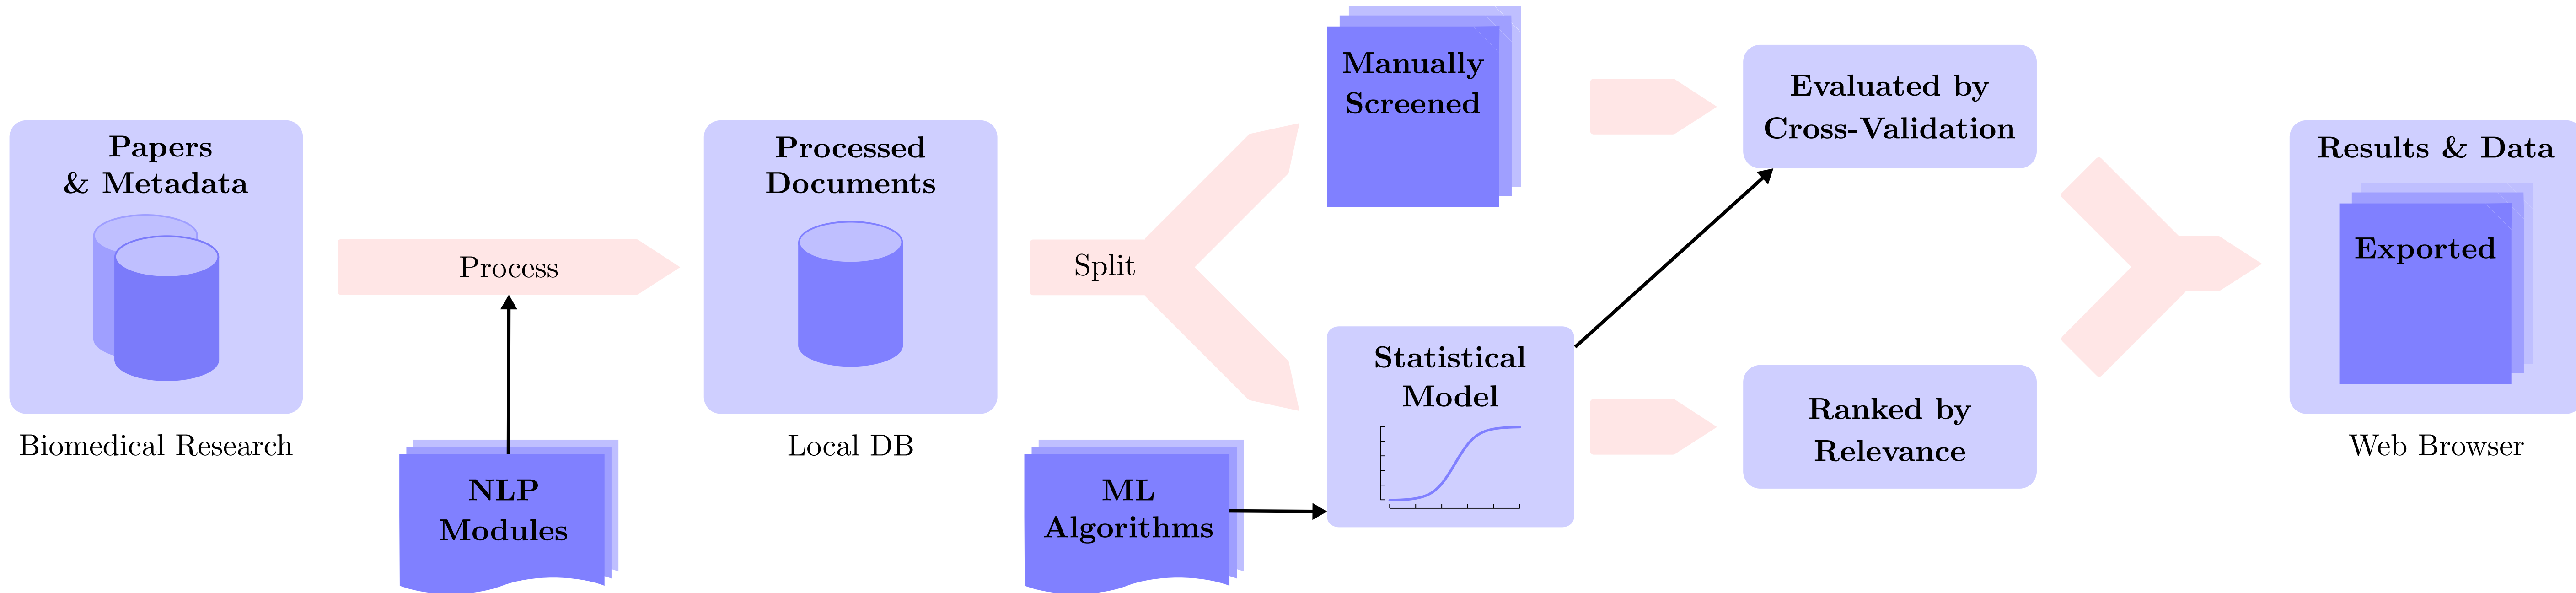 Papers
& Metadata
Biomedical Research
Process
NLP
Modules
Processed
Documents
Local DB
Split
ML
Algorithms
Manually
Screened
Statistical
Model
Evaluated by
Cross-Validation
Ranked by
Relevance
Results & Data
Exported
Web Browser